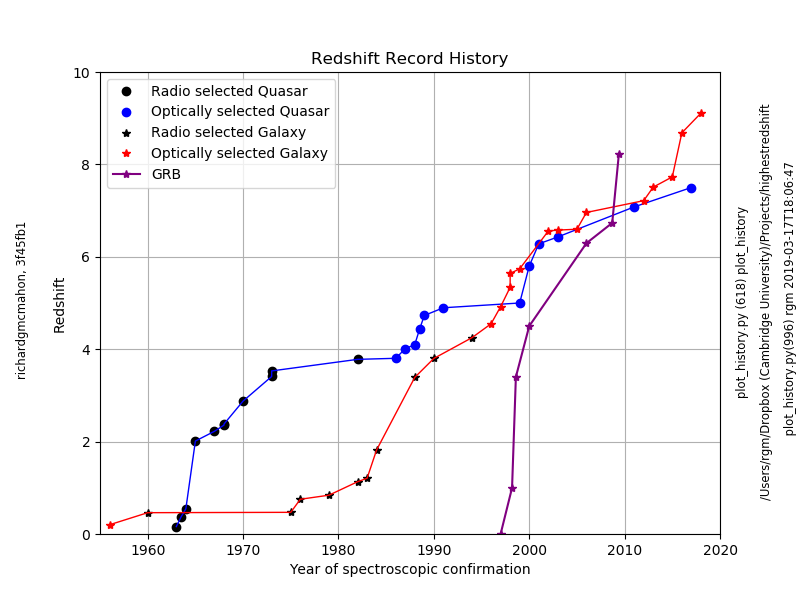 Redshift Record History
10
8
6
4
2
0
Redshift
Radio selected Quasar
Optically selected Quasar
Radio selected Galaxy
Optically selected Galaxy
GRB
1960 1970 1980 1990 2000 2010 2020
Year of spectroscopic confirmation
richardgmcmahon, 3f45fb1
plot_history.py (618) plot_history
/Users/rgm/Dropbox (Cambridge University)/Projects/highestredshift
plot_history.py(996) rgm 2019-03-17T18:06:47